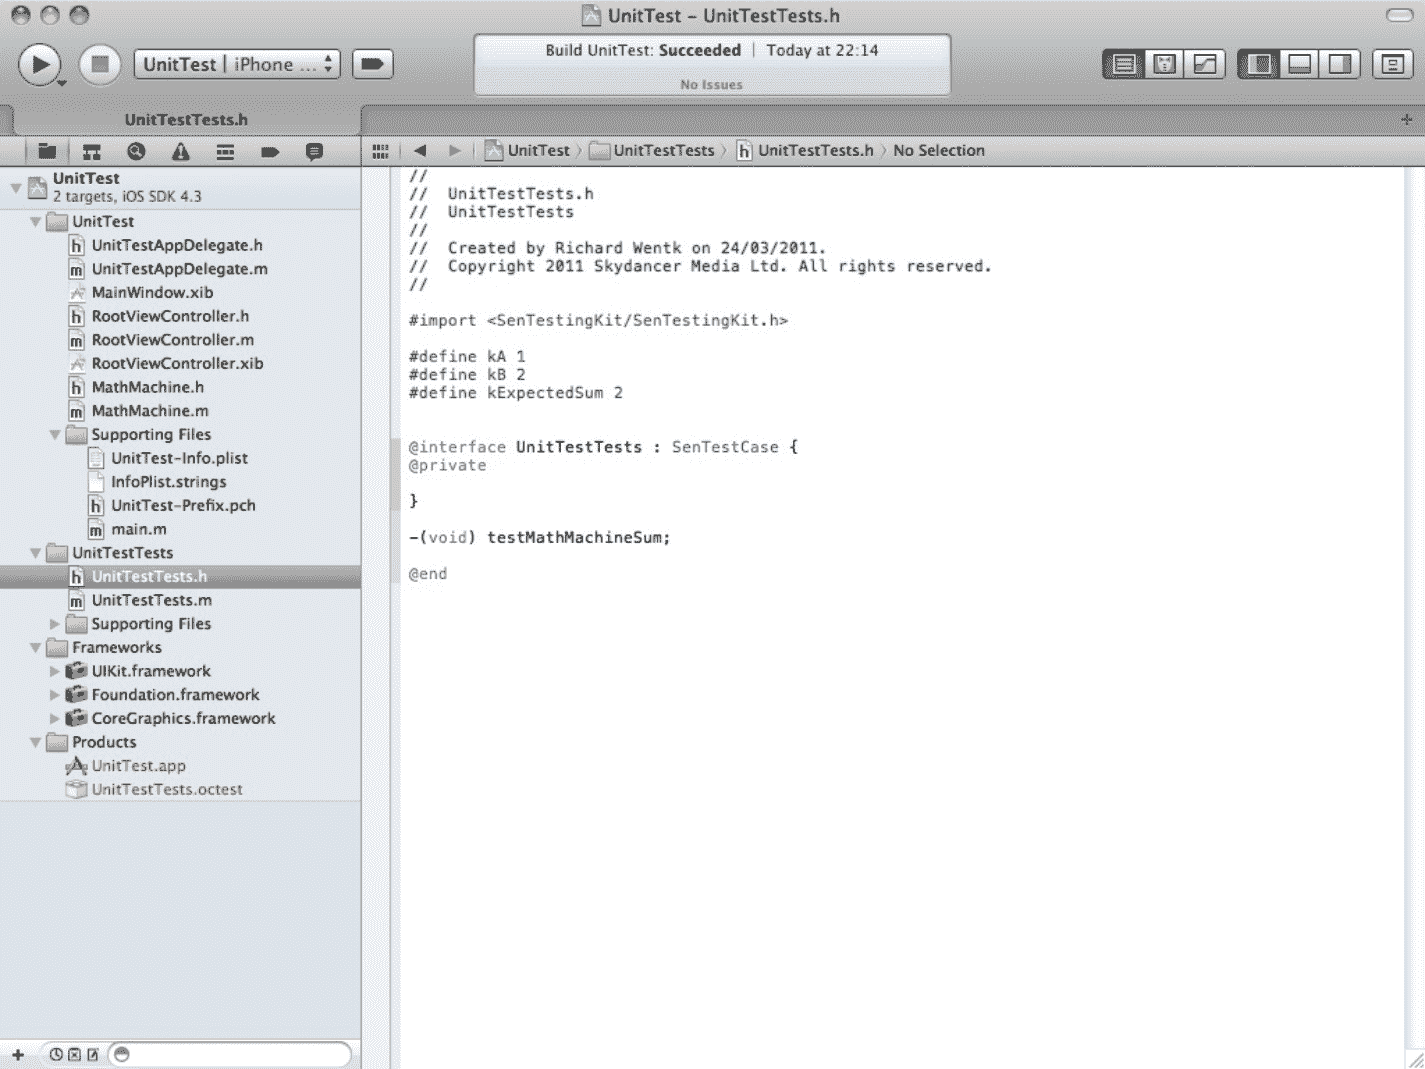 UnitTest – UnitTestTests.h
UnitTest | iPhone ...
Build UnitTest: Succeeded | Today at 22:14
No Issues
UnitTestTests.h
UnitTest
UnitTestTests
UnitTestTests.h
No Selection
UnitTest
2 targets, iOS SDK 4.3
UnitTest
UnitTestAppDelegate.h
UnitTestAppDelegate.m
MainWindow.xib
RootViewController.h
RootViewController.m
RootViewController.xib
MathMachine.h
MathMachine.m
Supporting Files
UnitTest-Info.plist
InfoPlist.strings
UnitTest-Prefix.pch
main.m
UnitTestTests
UnitTestTests.h
UnitTestTests.m
Supporting Files
Frameworks
UIKit.framework
Foundation.framework
CoreGraphics.framework
Products
UnitTest.app
UnitTestTests.octest
//
//  UnitTestTests.h
//  UnitTestTests
//
//  Created by Richard Wentk on 24/03/2011.
//  Copyright 2011 Skydancer Media Ltd. All rights reserved.
//
#import <SenTestingKit/SenTestingKit.h>
#define kA 1
#define kB 2
#define kExpectedSum 2
@interface UnitTestTests : SenTestCase {
@private
}
-(void) testMathMachineSum;
@end